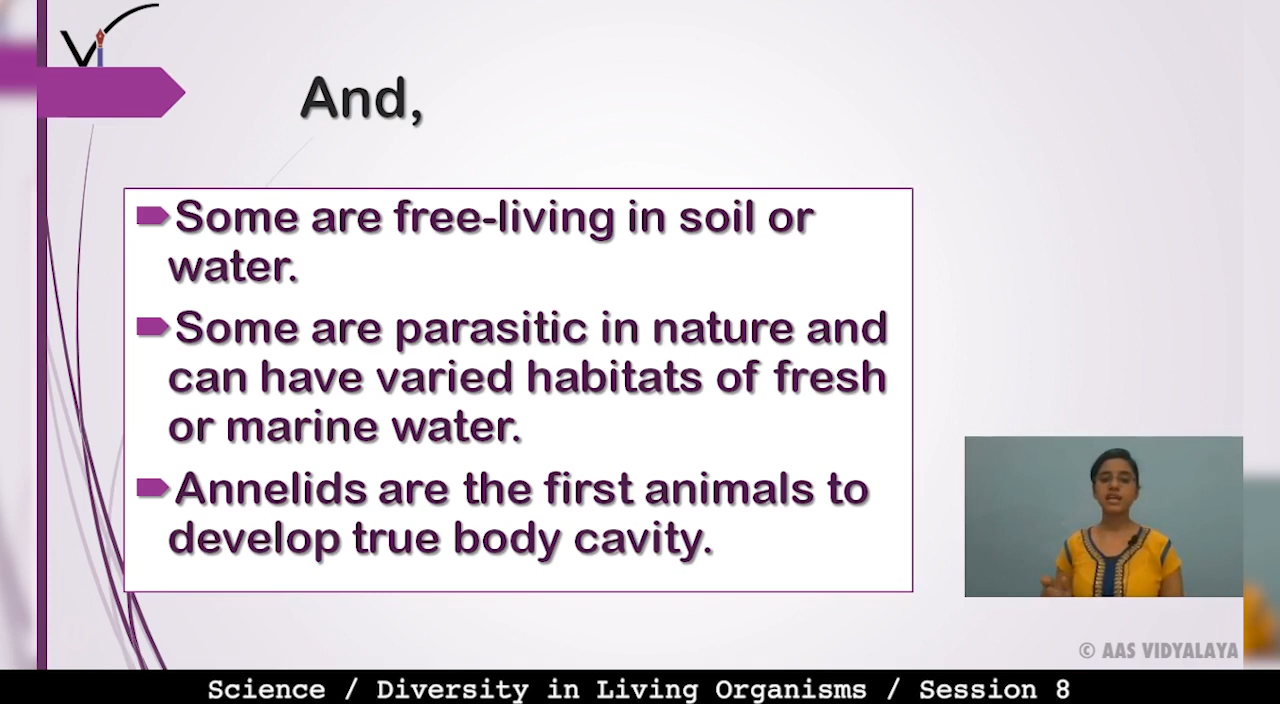 Vi
And,
Some are free-living in soil or
water.
Some are parasitic in nature and
can have varied habitats of fresh
or marine water.
Annelids are the first animals to
develop true body cavity.
© AAS VIDYALAYA
Science / Diversity in Living Organisms / Session 8